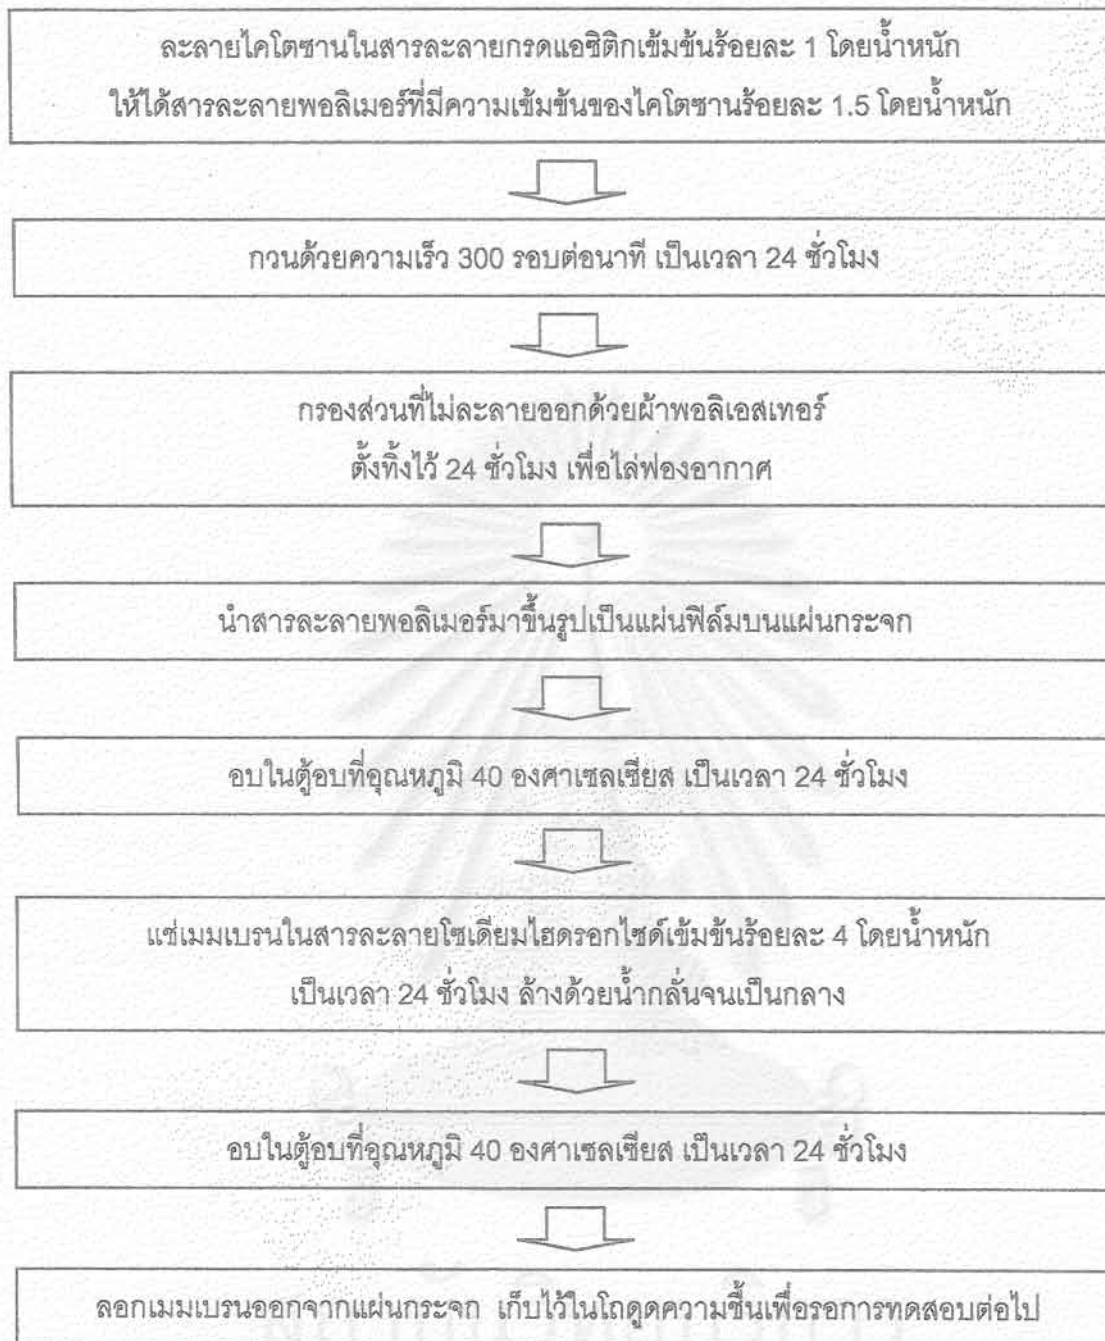 ละลายไคโตซานในสารละลายกรดแอซิติกเข้มข้นร้อยละ 1 โดยน้ำหนัก
ให้ได้สารละลายพอลิเมอร์ที่มีความเข้มข้นของไคโตซานร้อยละ 1.5 โดยน้ำหนัก
กวนด้วยความเร็ว 300 รอบต่อนาที เป็นเวลา 24 ชั่วโมง
กรองส่วนที่ไม่ละลายออกด้วยผ้าพอลิเอสเทอร์
ตั้งทิ้งไว้ 24 ชั่วโมง เพื่อไล่ฟองอากาศ
นำสารละลายพอลิเมอร์มาขึ้นรูปเป็นแผ่นฟิล์มบนแผ่นกระจก
อบในตู้อบที่อุณหภูมิ 40 องศาเซลเซียส เป็นเวลา 24 ชั่วโมง
แช่เมมเบรนในสารละลายโซเดียมไฮดรอกไซด์เข้มข้นร้อยละ 4 โดยน้ำหนัก
เป็นเวลา 24 ชั่วโมง ล้างด้วยน้ำกลั่นจนเป็นกลาง
อบในตู้อบที่อุณหภูมิ 40 องศาเซลเซียส เป็นเวลา 24 ชั่วโมง
ลอกเมมเบรนออกจากแผ่นกระจก เก็บไว้ในโถดูดความชื้นเพื่อรอการทดสอบต่อไป